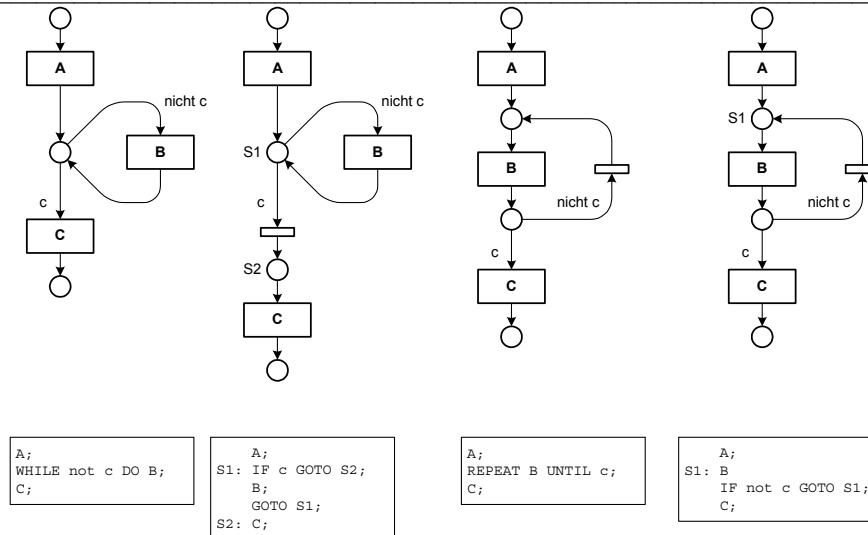 A
nicht c
B
c
C
A
nicht c
S1
B
c
S2
C
A
B
nicht c
c
C
A
S1
B
nicht c
c
C
A;
WHILE not c DO B;
C;
A;
S1: IF c GOTO S2;
B;
GOTO S1;
S2: C;
A;
REPEAT B UNTIL c;
C;
A;
S1: B
IF not c GOTO S1;
C;